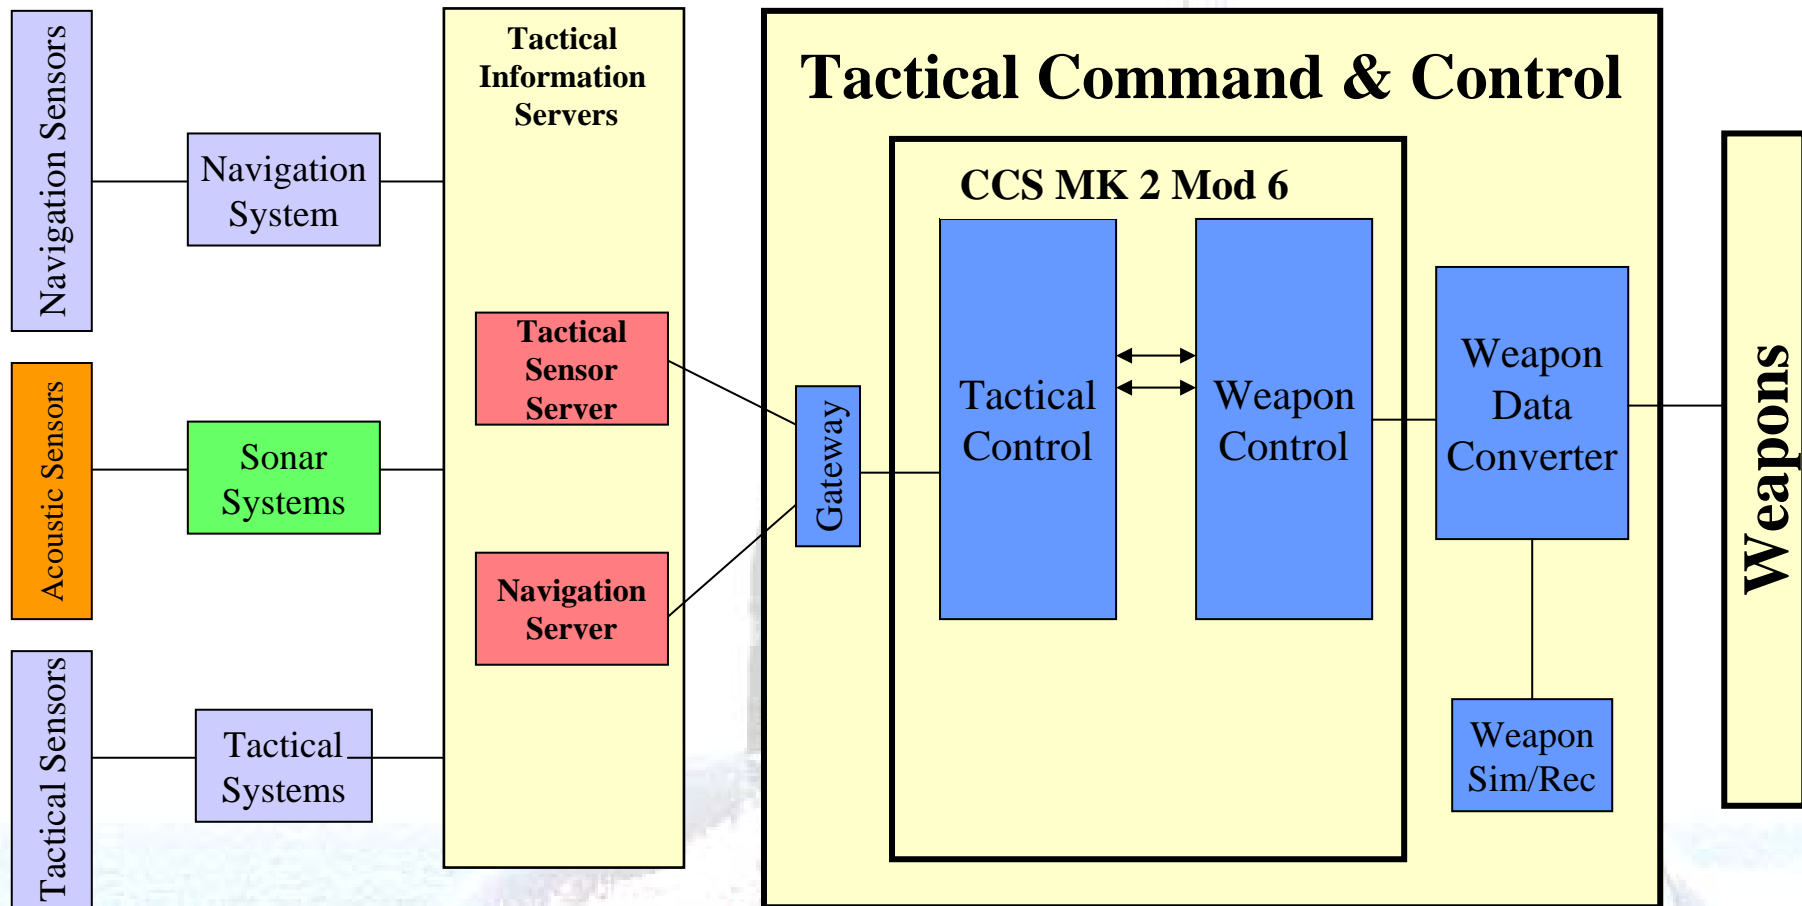 Navigation Sensors
Acoustic Sensors
Tactical Sensors
Navigation
System
Sonar
Systems
Tactical
Systems
Tactical
Information
Servers
Tactical
Sensor
Server
Navigation
Server
Tactical Command & Control
Gateway
CCS MK 2 Mod 6
Tactical
Control
Weapon
Control
Weapon
Data
Converter
Weapon
Sim/Rec
Weapons